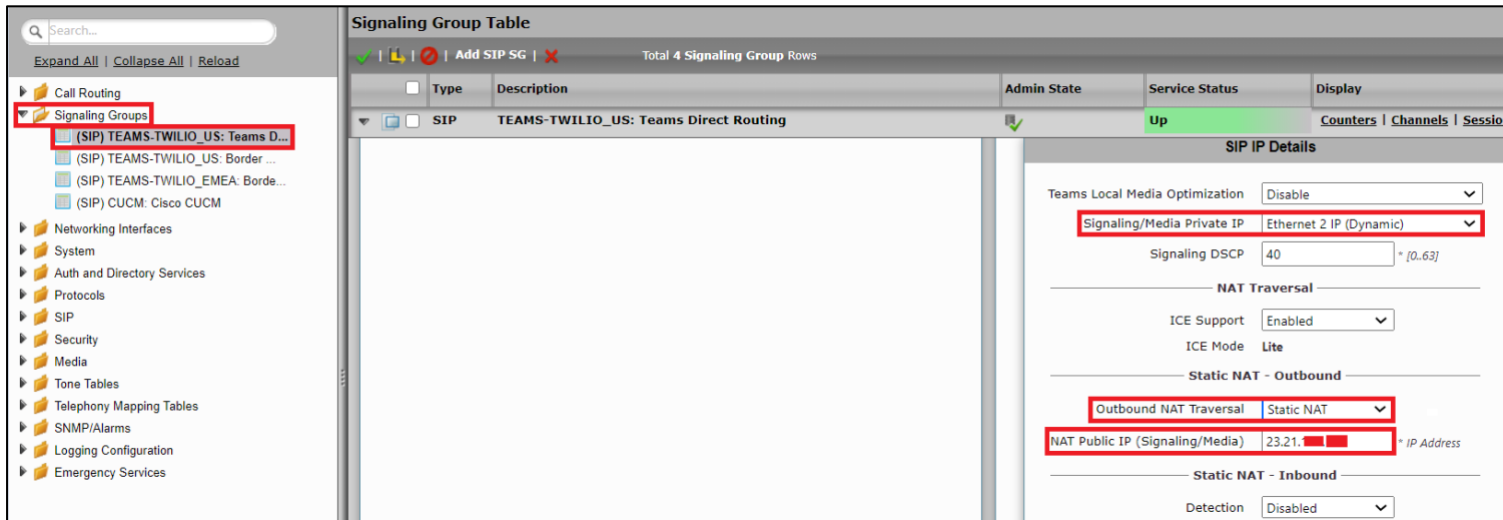 Search...
Expand All | Collapse All | Reload
Call Routing
Signaling Groups
(SIP) TEAMS-TWILIO_US: Teams D...
(SIP) TEAMS-TWILIO_US: Border ...
(SIP) TEAMS-TWILIO_EMEA: Borde...
(SIP) CUCM: Cisco CUCM
Networking Interfaces
System
Auth and Directory Services
Protocols
SIP
Security
Media
Tone Tables
Telephony Mapping Tables
SNMP/Alarms
Logging Configuration
Emergency Services
Signaling Group Table
| | | Add SIP SG | Total 4 Signaling Group Rows
Type Description Admin State Service Status Display
SIP TEAMS-TWILIO_US: Teams Direct Routing Up Counters | Channels | Sessio
SIP IP Details
Teams Local Media Optimization Disable
Signaling/Media Private IP Ethernet 2 IP (Dynamic)
Signaling DSCP 40 * [0..63]
NAT Traversal
ICE Support Enabled
ICE Mode Lite
Static NAT - Outbound
Outbound NAT Traversal Static NAT
NAT Public IP (Signaling/Media) 23.21. * IP Address
Static NAT - Inbound
Detection Disabled